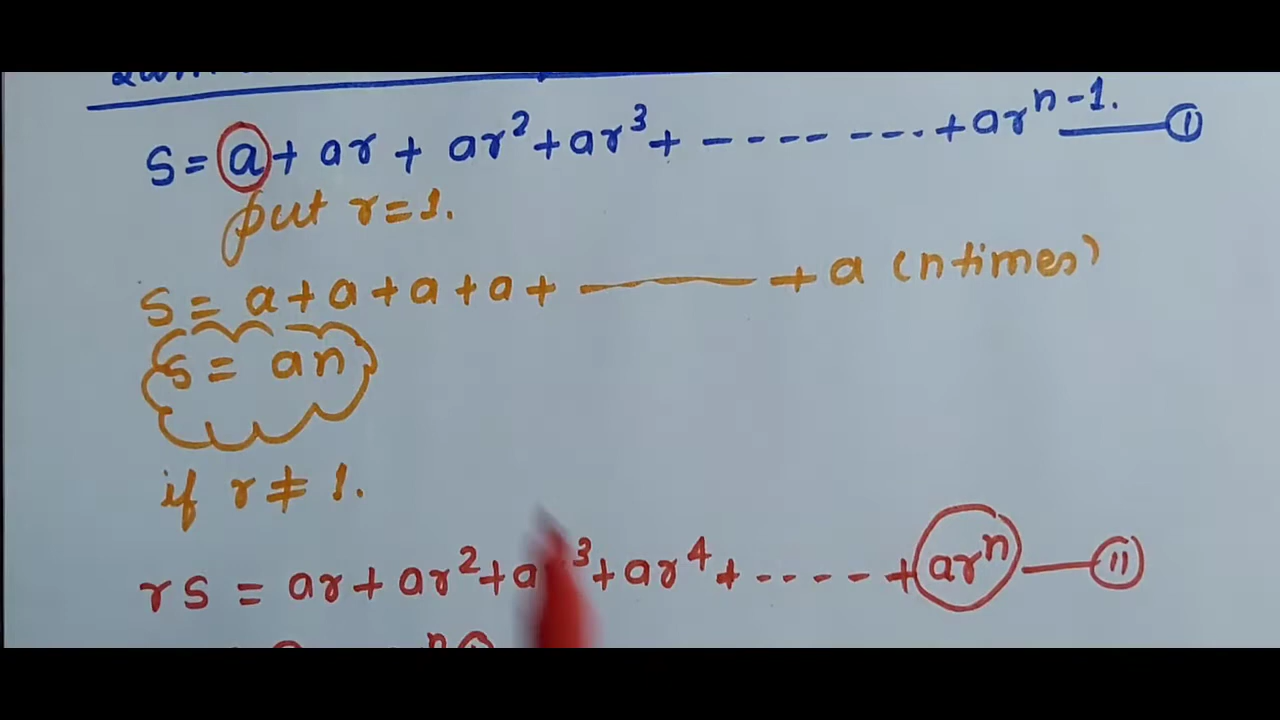 S = a + ar + ar² + ar³ + -------- + arⁿ⁻¹. —— ①
put r=1.
S = a + a + a + a + ——— + a (n times)
S = an
if r ≠ 1.
rS = ar + ar² + a ³ + ar⁴ + ----- + arⁿ —— ⑪